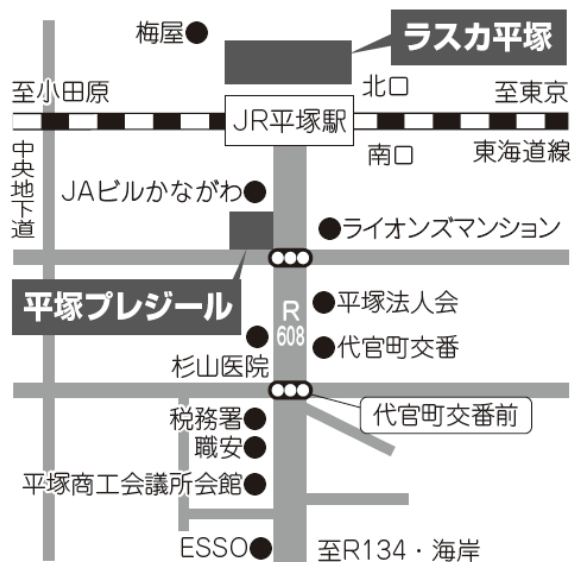 梅屋
ラスカ平塚
北口
至小田原
至東京
JR平塚駅
中央地下道
南口
東海道線
JAビルかながわ
ライオンズマンション
平塚プレジール
R
608
平塚法人会
代官町交番
杉山医院
代官町交番前
税務署
職安
平塚商工会議所会館
ESSO
至R134・海岸